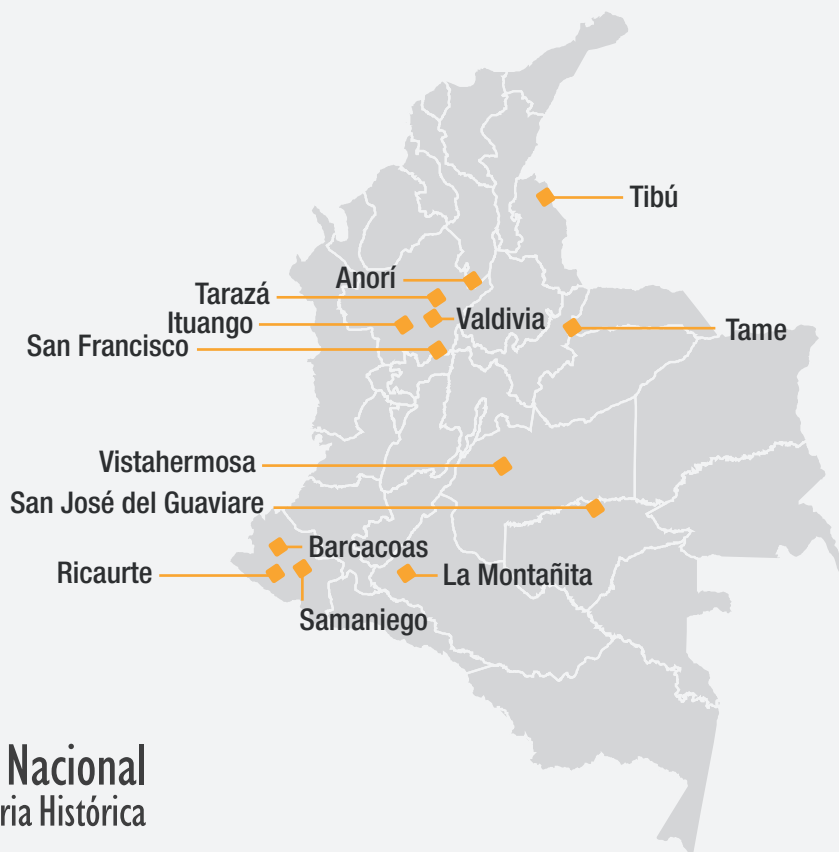 Tibú
Anorí
Tarazá
Ituango
Valdivia
San Francisco
Tame
Vistahermosa
San José del Guaviare
Barcacoas
Ricaurte
La Montañita
Samaniego
Nacional
ria Histórica